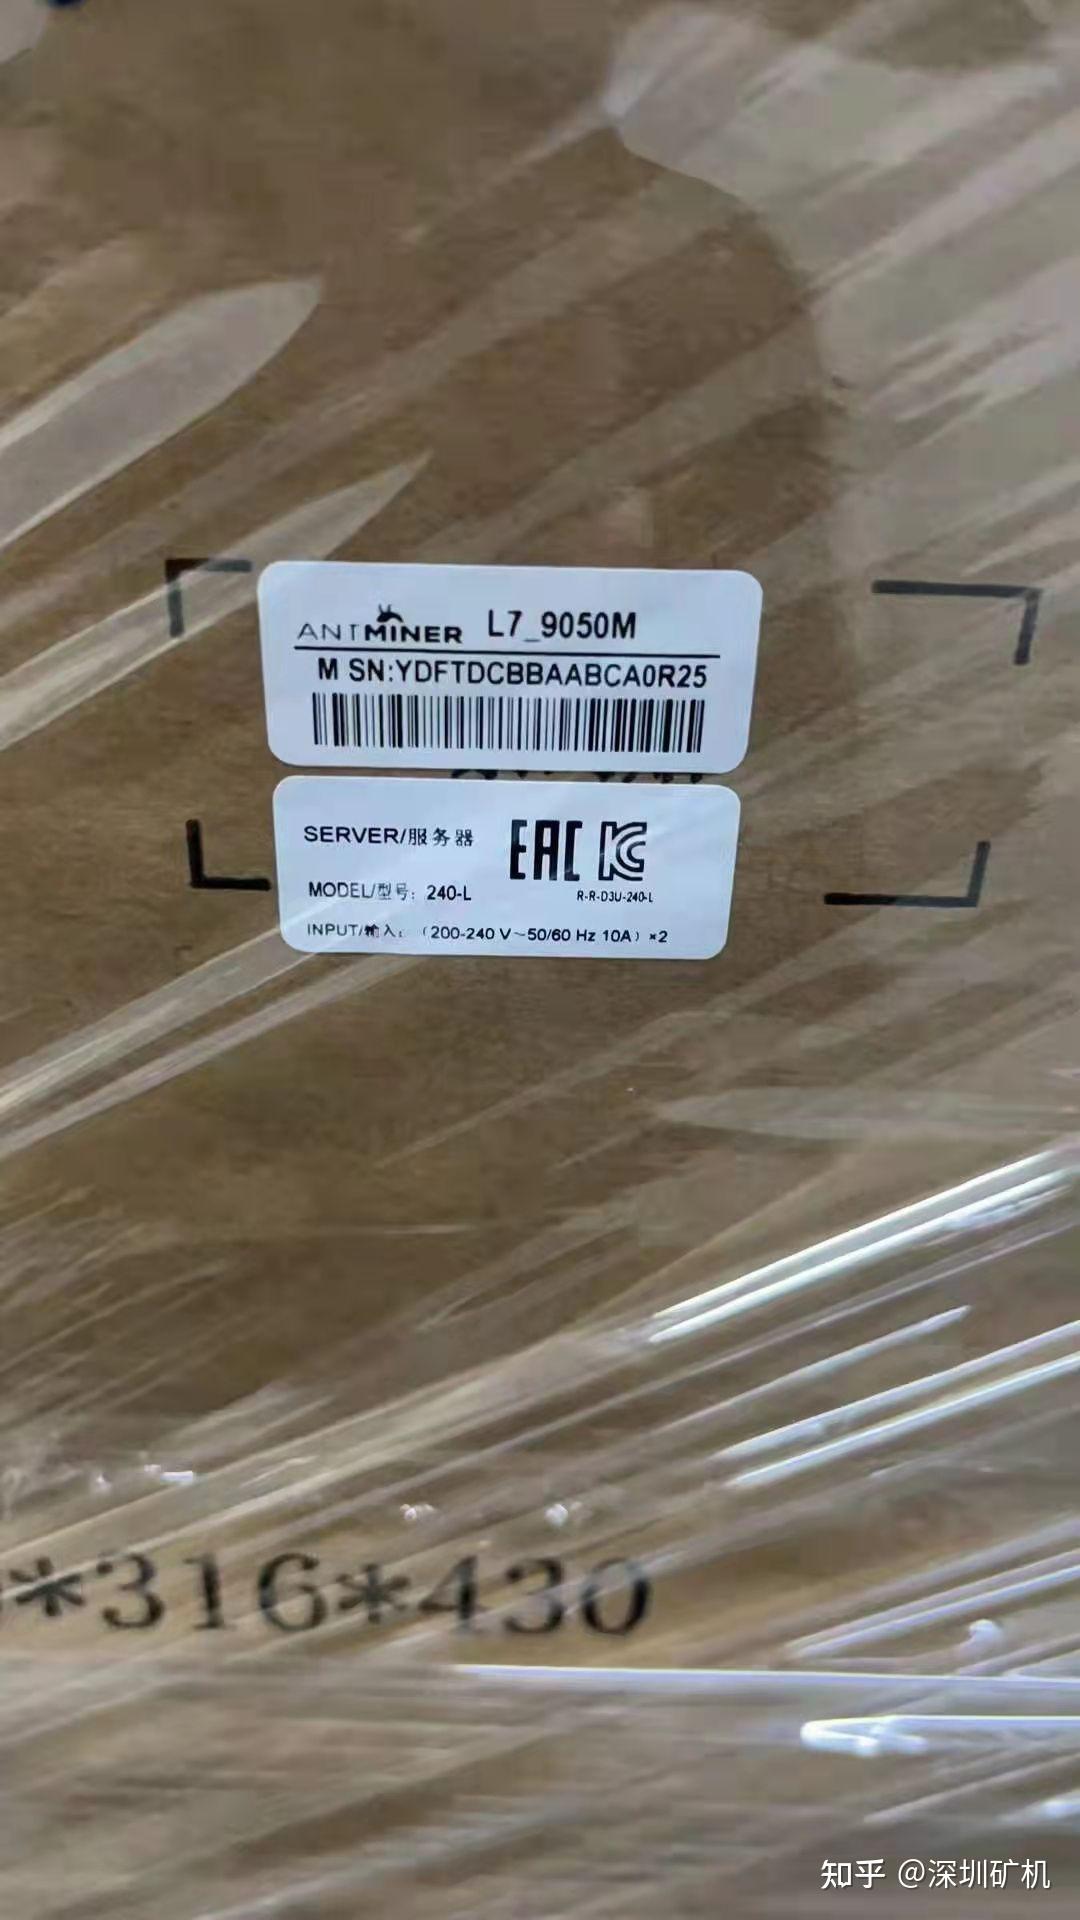 ANTMINER L7_9050M
M SN:YDFTDCBBAABCA0R25
SERVER/服务器
EAC KC
MODEL/型号: 240-L
R-R-D3U-240-L
INPUT/输入: (200-240 V~50/60 Hz 10A) ×2
*316*430
知乎 @深圳矿机